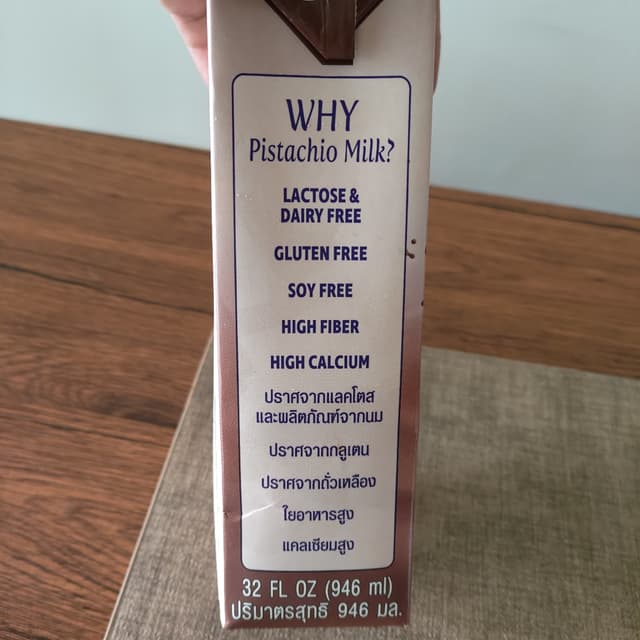 WHY
Pistachio Milk?
LACTOSE &
DAIRY FREE
GLUTEN FREE
SOY FREE
HIGH FIBER
HIGH CALCIUM
ปราศจากแลคโตส
และผลิตภัณฑ์จากนม
ปราศจากกลูเตน
ปราศจากถั่วเหลือง
ใยอาหารสูง
แคลเซียมสูง
32 FL OZ (946 ml)
ปริมาตรสุทธิ 946 มล.